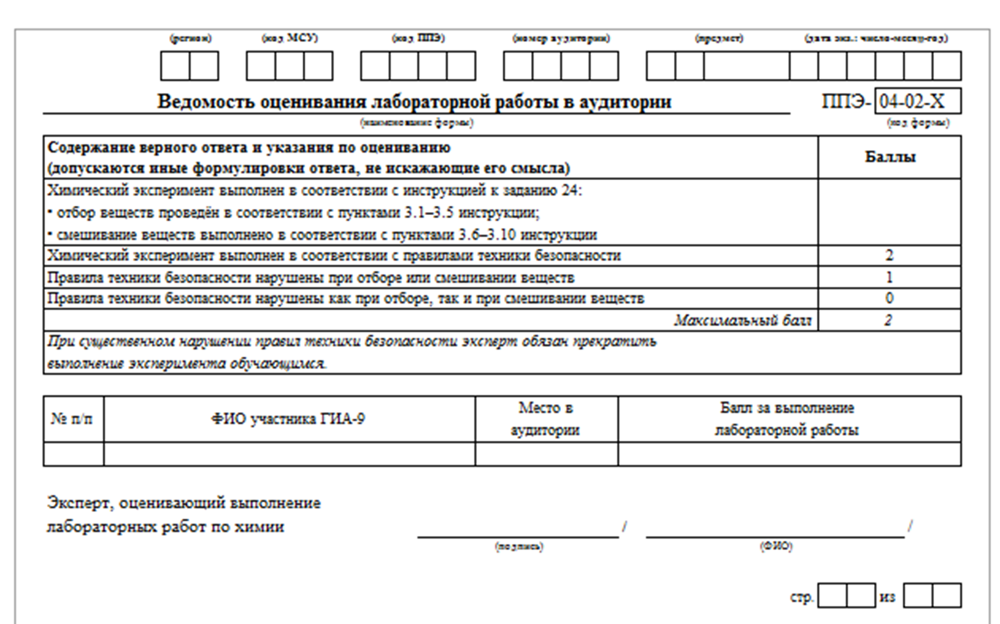 (регион) (код МСУ) (код ППЭ) (номер аудитории) (предмет) (дата экз.: число-месяц-год)
Ведомость оценивания лабораторной работы в аудитории ППЭ- 04-02-Х
(наименование формы) (код формы)
Содержание верного ответа и указания по оцениванию
(допускаются иные формулировки ответа, не искажающие его смысла)
Баллы
Химический эксперимент выполнен в соответствии с инструкцией к заданию 24:
• отбор веществ проведён в соответствии с пунктами 3.1–3.5 инструкции;
• смешивание веществ выполнено в соответствии с пунктами 3.6–3.10 инструкции
Химический эксперимент выполнен в соответствии с правилами техники безопасности 2
Правила техники безопасности нарушены при отборе или смешивании веществ 1
Правила техники безопасности нарушены как при отборе, так и при смешивании веществ 0
Максимальный балл 2
При существенном нарушении правил техники безопасности эксперт обязан прекратить
выполнение эксперимента обучающимся.
№ п/п
ФИО участника ГИА-9
Место в
аудитории
Балл за выполнение
лабораторной работы
Эксперт, оценивающий выполнение
лабораторных работ по химии / /
(подпись) (ФИО)
стр. из